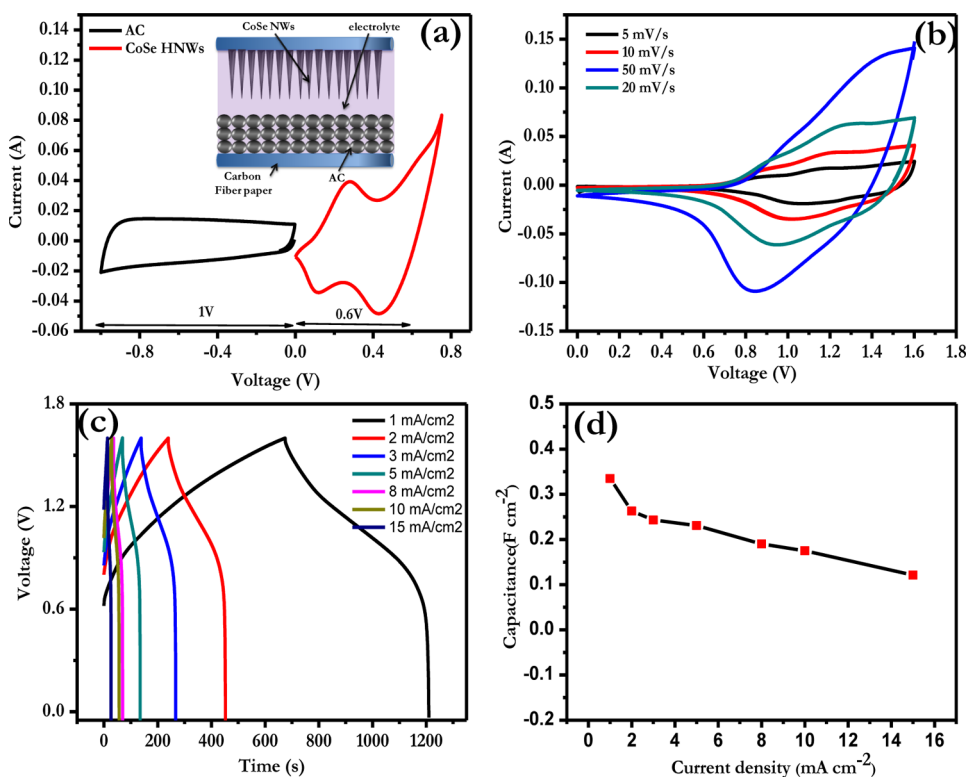 (a)
AC
CoSe HNWs
CoSe NWs
electrolyte
Carbon
Fiber paper
AC
1V
0.6V
Current (A)
0.10
0.08
0.06
0.04
0.02
0.00
-0.02
-0.04
-0.06
-0.8
-0.4
0.0
0.4
0.8
Voltage (V)
(b)
5 mV/s
10 mV/s
50 mV/s
20 mV/s
Current (A)
0.15
0.10
0.05
0.00
-0.05
-0.10
-0.15
0.0
0.2
0.4
0.6
0.8
1.0
1.2
1.4
1.6
1.8
Voltage (V)
(c)
1 mA/cm2
2 mA/cm2
3 mA/cm2
5 mA/cm2
8 mA/cm2
10 mA/cm2
15 mA/cm2
Voltage (V)
1.8
1.2
0.6
0.0
0
200
400
600
800
1000
1200
Time (s)
(d)
Capacitance(F cm-2)
0.5
0.4
0.3
0.2
0.1
0.0
-0.1
-0.2
0
2
4
6
8
10
12
14
16
Current density (mA cm-2)